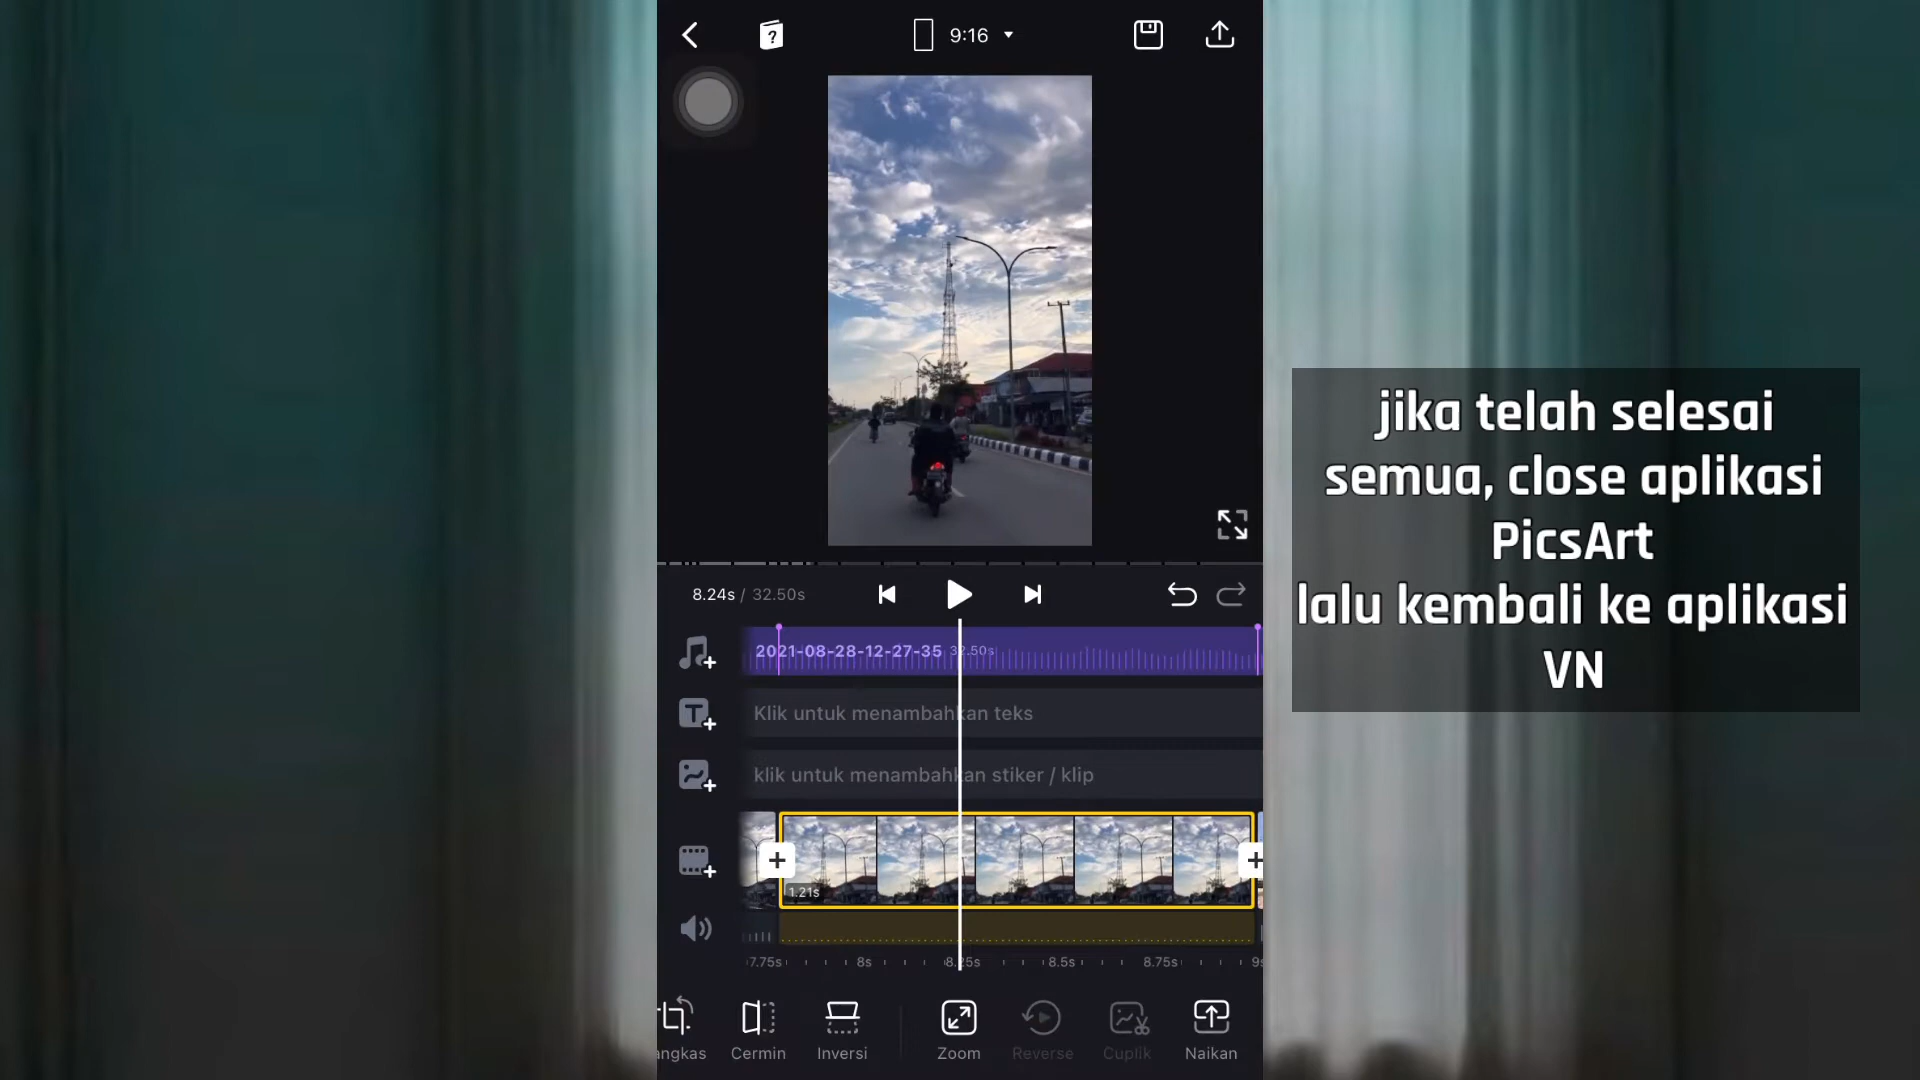 9:16
8.24s / 32.50s
2021-08-28-12-27-35 32.50s
Klik untuk menambahkan teks
klik untuk menambahkan stiker / klip
1.21s
7.75s 8s 8.25s 8.5s 8.75s 9s
angkas Cermin Inversi Zoom Reverse Cuplik Naikan
jika telah selesai
semua, close aplikasi
PicsArt
lalu kembali ke aplikasi
VN